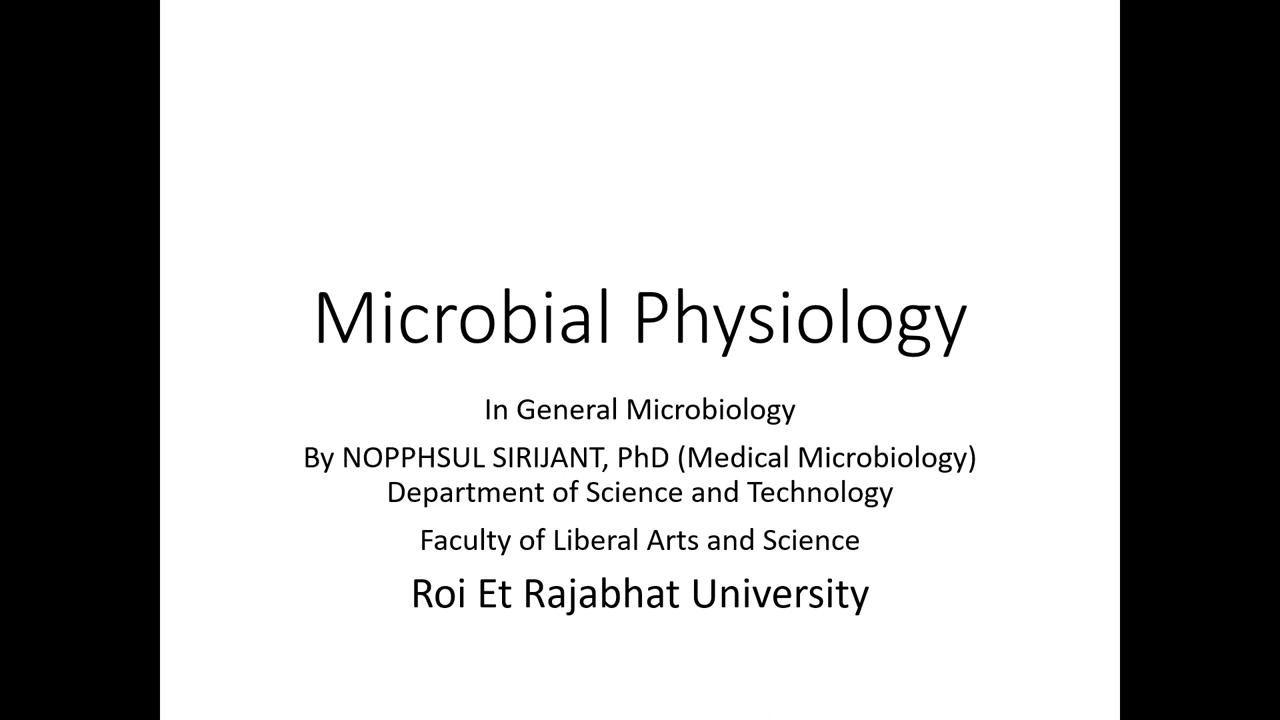 Microbial Physiology
In General Microbiology
By NOPPHSUL SIRIJANT, PhD (Medical Microbiology)
Department of Science and Technology
Faculty of Liberal Arts and Science
Roi Et Rajabhat University